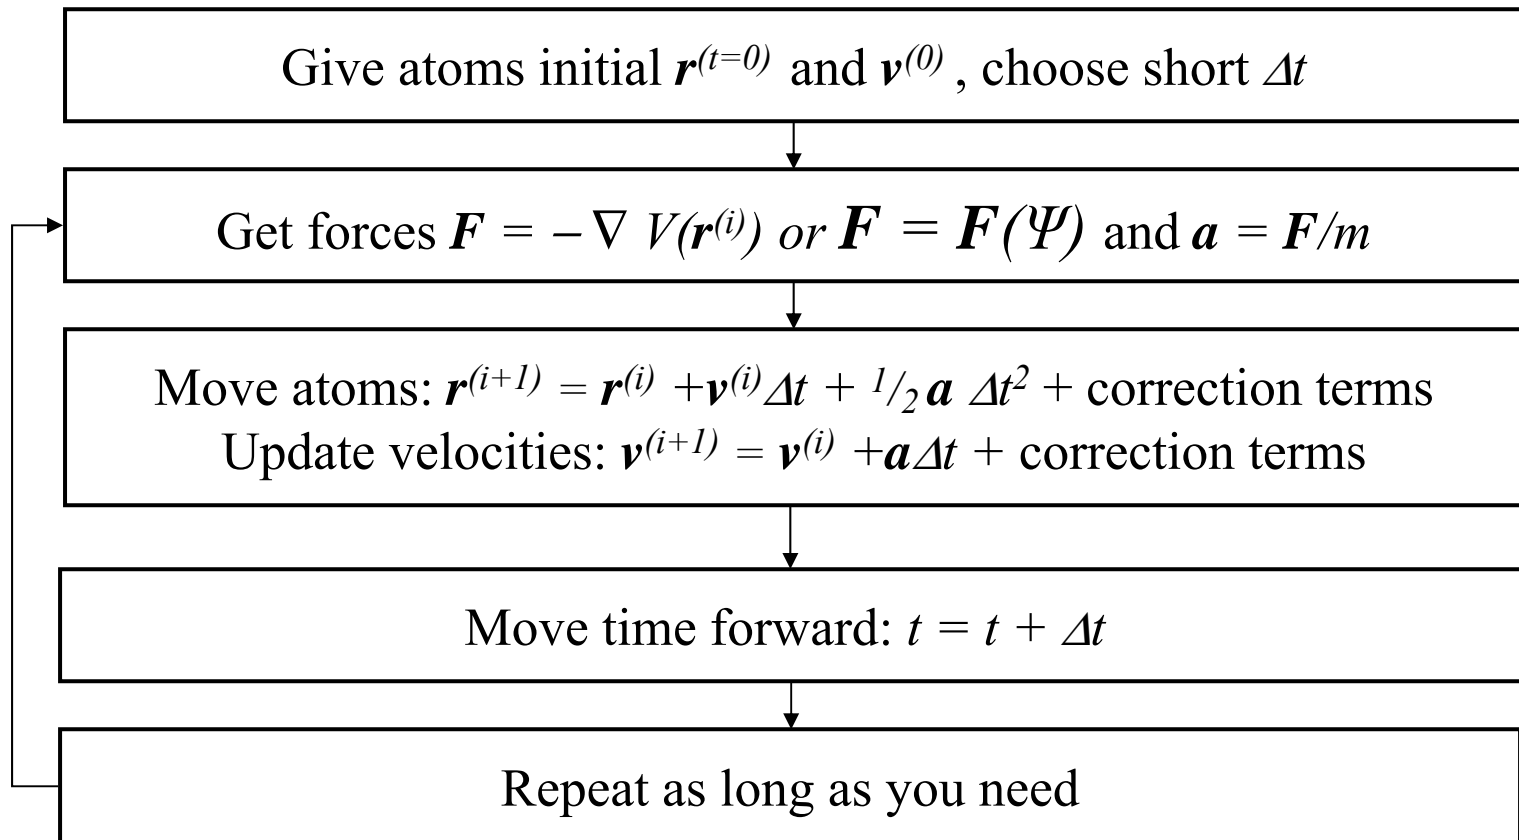 Give atoms initial r⁽ᵗ⁼⁰⁾ and v⁽⁰⁾ , choose short Δt
Get forces F = − ∇ V(r⁽ⁱ⁾) or F = F(Ψ) and a = F/m
Move atoms: r⁽ⁱ⁺¹⁾ = r⁽ⁱ⁾ +v⁽ⁱ⁾Δt + ¹/₂ a Δt² + correction terms
Update velocities: v⁽ⁱ⁺¹⁾ = v⁽ⁱ⁾ +aΔt + correction terms
Move time forward: t = t + Δt
Repeat as long as you need